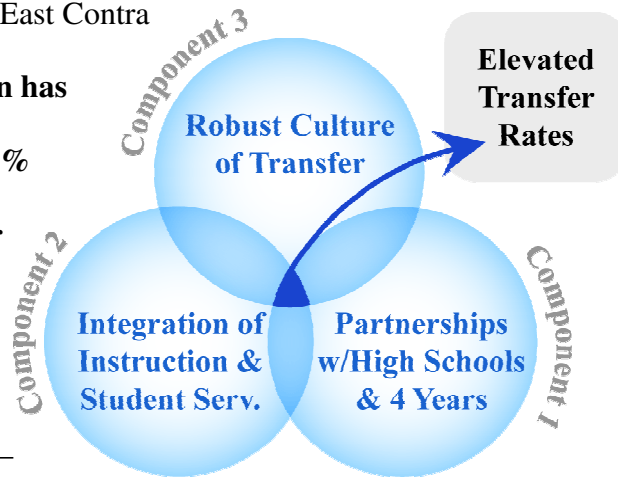 East Contra
n has
%
.
Component 3
Robust Culture
of Transfer
Elevated
Transfer
Rates
Component 2
Integration of
Instruction &
Student Serv.
Partnerships
w/High Schools
& 4 Years
Component 1